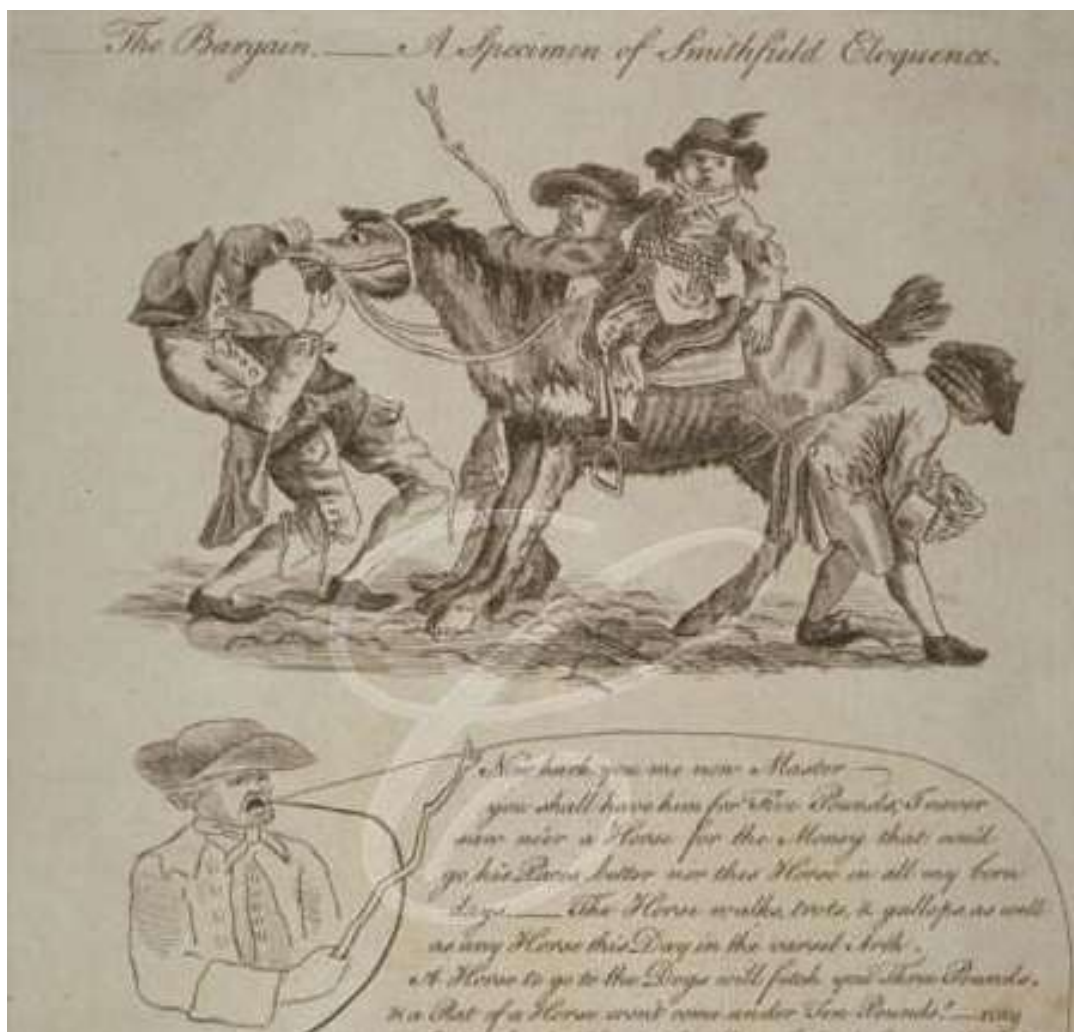 The Bargain. — A Specimen of Smithfield Eloquence.
Now hark you me now Master —
you shall have him for Five Pounds, I never
saw ne'er a Horse for the Money that could
go his Paces better nor this Horse in all my born
days. — The Horse walks, trots, & gallops as well
as any Horse this Day in the varsel Arth.
A Horse to go to the Dogs will fetch you Three Pounds.
& a Rat of a Horse wont come under Ten Pounds! —